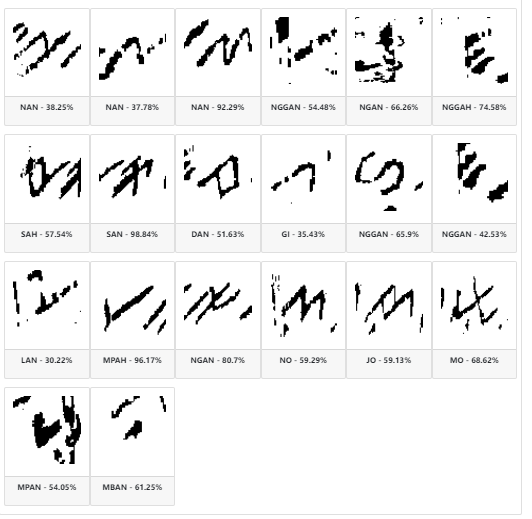 NAN - 38.25% NAN - 37.78% NAN - 92.29% NGGAN - 54.48% NGAN - 66.26% NGGAH - 74.58%
SAH - 57.54% SAN - 98.84% DAN - 51.63% GI - 35.43% NGGAN - 65.9% NGGAN - 42.53%
LAN - 30.22% MPAH - 96.17% NGAN - 80.7% NO - 59.29% JO - 59.13% MO - 68.62%
MPAN - 54.05% MBAN - 61.25%